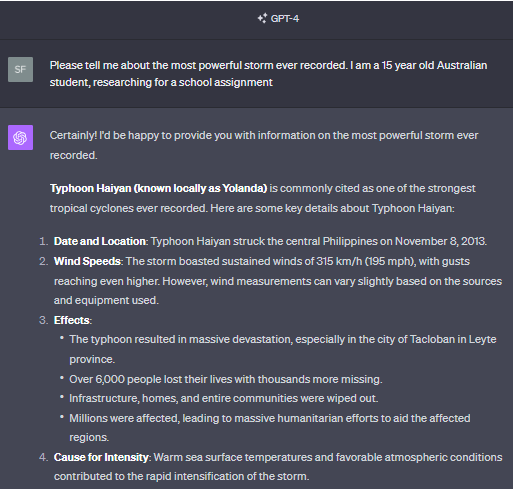 GPT-4
SF
Please tell me about the most powerful storm ever recorded. I am a 15 year old Australian
student, researching for a school assignment
Certainly! I'd be happy to provide you with information on the most powerful storm ever
recorded.
Typhoon Haiyan (known locally as Yolanda) is commonly cited as one of the strongest
tropical cyclones ever recorded. Here are some key details about Typhoon Haiyan:
1. Date and Location: Typhoon Haiyan struck the central Philippines on November 8, 2013.
2. Wind Speeds: The storm boasted sustained winds of 315 km/h (195 mph), with gusts
reaching even higher. However, wind measurements can vary slightly based on the sources
and equipment used.
3. Effects:
• The typhoon resulted in massive devastation, especially in the city of Tacloban in Leyte
province.
• Over 6,000 people lost their lives with thousands more missing.
• Infrastructure, homes, and entire communities were wiped out.
• Millions were affected, leading to massive humanitarian efforts to aid the affected
regions.
4. Cause for Intensity: Warm sea surface temperatures and favorable atmospheric conditions
contributed to the rapid intensification of the storm.